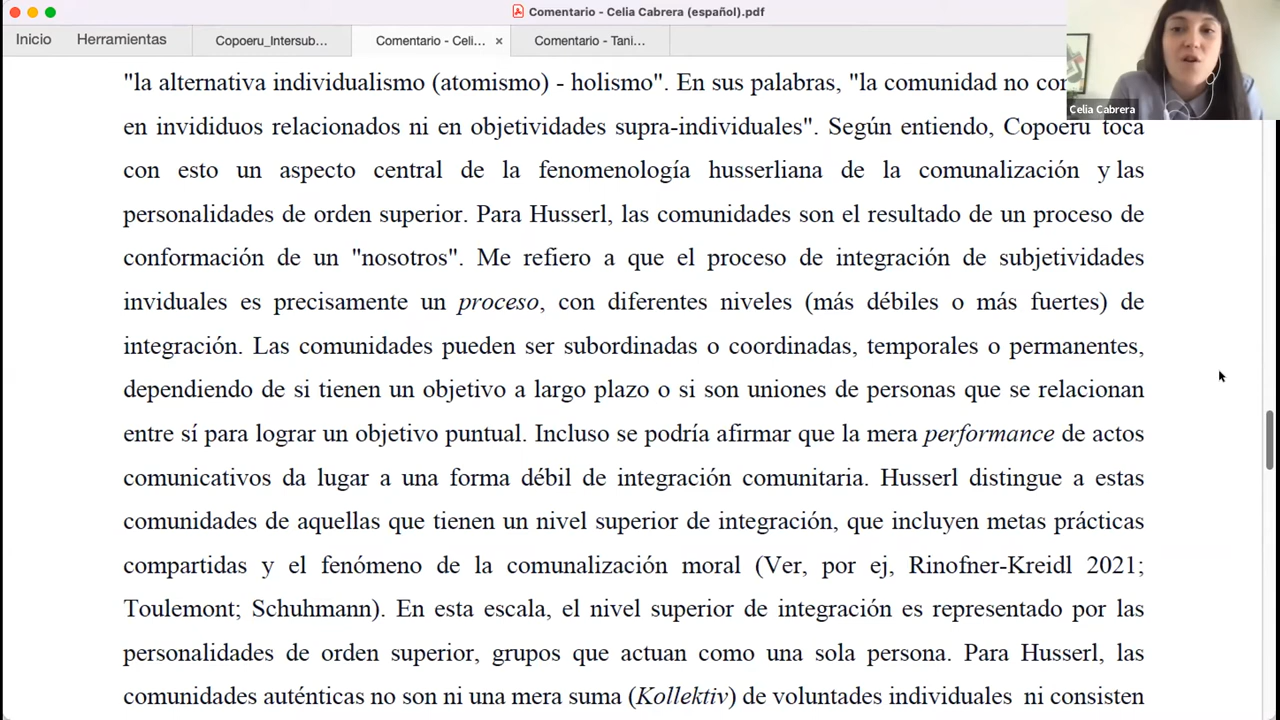 Comentario - Celia Cabrera (español).pdf
Inicio Herramientas Copoeru_Intersub... Comentario - Celi... × Comentario - Tani...
"la alternativa individualismo (atomismo) - holismo". En sus palabras, "la comunidad no
Celia Cabrera
en invididuos relacionados ni en objetividades supra-individuales". Según entiendo, Copoeru toca
con esto un aspecto central de la fenomenología husserliana de la comunalización y las
personalidades de orden superior. Para Husserl, las comunidades son el resultado de un proceso de
conformación de un "nosotros". Me refiero a que el proceso de integración de subjetividades
inviduales es precisamente un proceso, con diferentes niveles (más débiles o más fuertes) de
integración. Las comunidades pueden ser subordinadas o coordinadas, temporales o permanentes,
dependiendo de si tienen un objetivo a largo plazo o si son uniones de personas que se relacionan
entre sí para lograr un objetivo puntual. Incluso se podría afirmar que la mera performance de actos
comunicativos da lugar a una forma débil de integración comunitaria. Husserl distingue a estas
comunidades de aquellas que tienen un nivel superior de integración, que incluyen metas prácticas
compartidas y el fenómeno de la comunalización moral (Ver, por ej, Rinofner-Kreidl 2021;
Toulemont; Schuhmann). En esta escala, el nivel superior de integración es representado por las
personalidades de orden superior, grupos que actuan como una sola persona. Para Husserl, las
comunidades auténticas no son ni una mera suma (Kollektiv) de voluntades individuales ni consisten